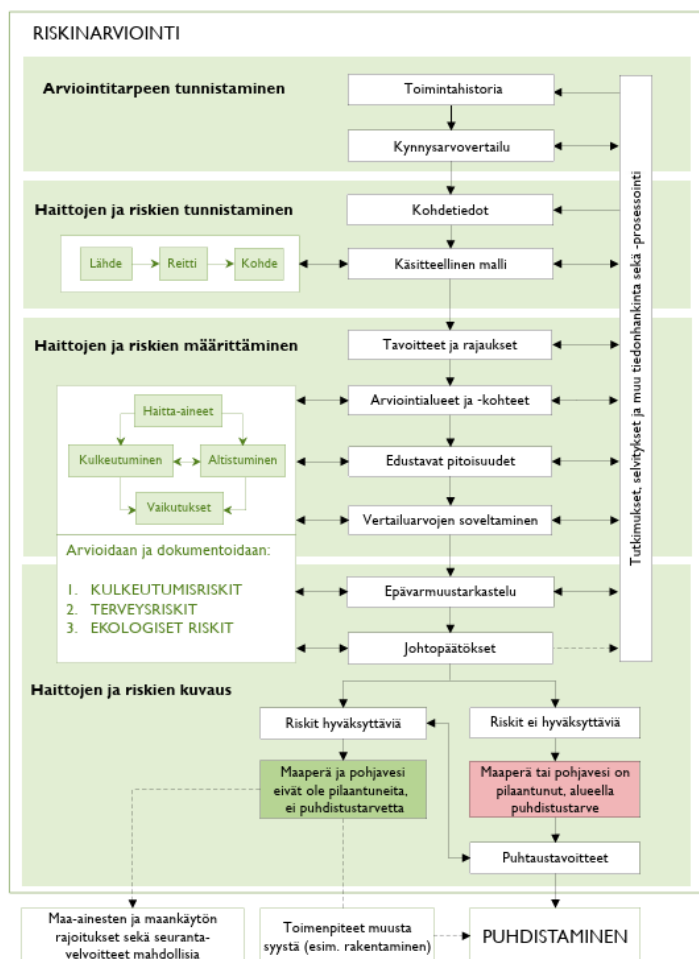 RISKINARVIOINTI
Arviointitarpeen tunnistaminen
Toimintahistoria
Kynnysarvovertailu
Haittojen ja riskien tunnistaminen
Kohdetiedot
Lähde
Reitti
Kohde
Käsitteellinen malli
Tutkimukset, selvitykset ja muu tiedonhankinta sekä -prosessointi
Haittojen ja riskien määrittäminen
Tavoitteet ja rajaukset
Arviointialueet ja -kohteet
Haitta-aineet
Kulkeutuminen
Altistuminen
Vaikutukset
Edustavat pitoisuudet
Vertailuarvojen soveltaminen
Arvioidaan ja dokumentoidaan:
1. KULKEUTUMISRISKIT
2. TERVEYSRISKIT
3. EKOLOGISET RISKIT
Epävarmuustarkastelu
Johtopäätökset
Haittojen ja riskien kuvaus
Riskit hyväksyttäviä
Riskit ei hyväksyttäviä
Maaperä ja pohjavesi
eivät ole pilaantuneita,
ei puhdistustarvetta
Maaperä tai pohjavesi on
pilaantunut, alueella
puhdistustarve
Puhtaustavoitteet
Maa-ainesten ja maankäytön
rajoitukset sekä seuranta-
velvoitteet mahdollisia
Toimenpiteet muusta
syystä (esim. rakentaminen)
PUHDISTAMINEN